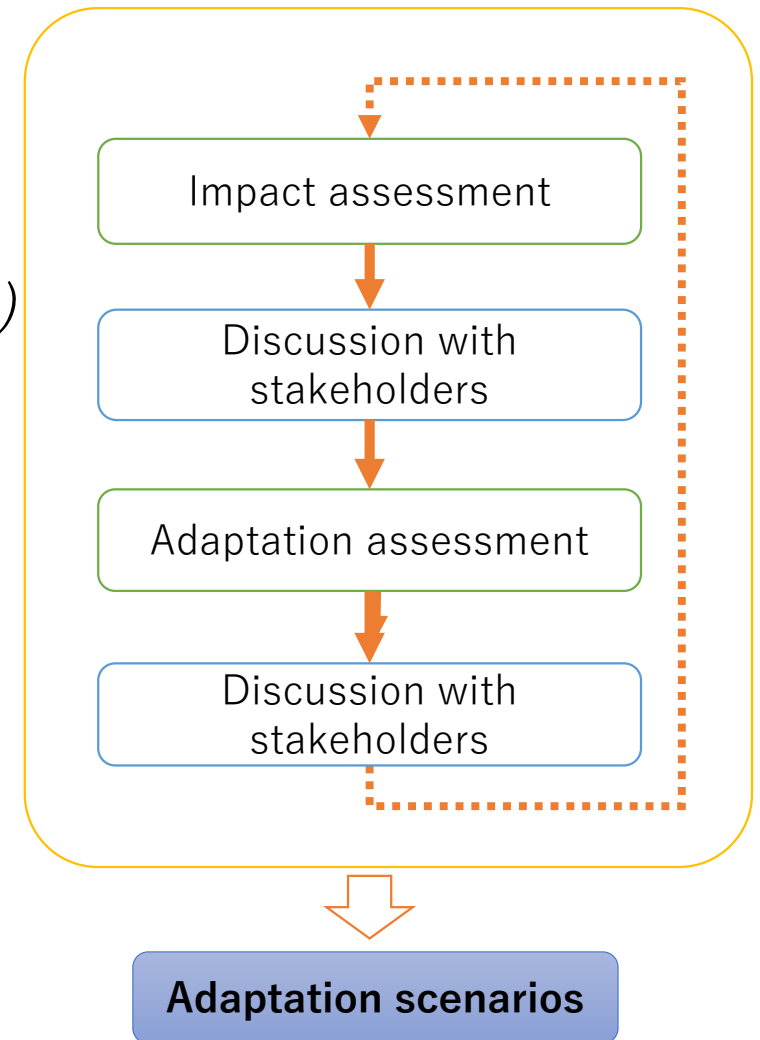 Impact assessment
)
Discussion with
stakeholders
Adaptation assessment
Discussion with
stakeholders
Adaptation scenarios